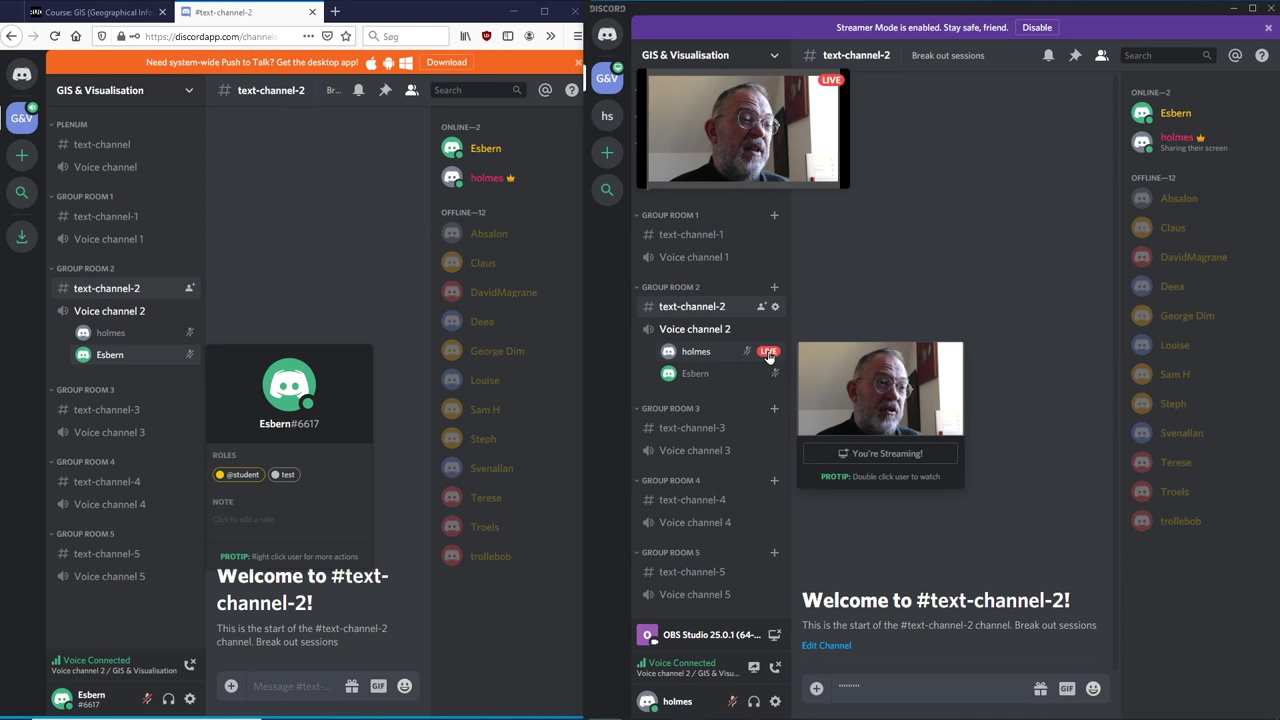 Course: GIS (Geographical Info
#text-channel-2
https://discordapp.com/channels
Søg
Need system-wide Push to Talk? Get the desktop app!
Download
GIS & Visualisation
# text-channel-2
Br...
Search
G&V
PLENUM
# text-channel
Voice channel
GROUP ROOM 1
# text-channel-1
Voice channel 1
GROUP ROOM 2
# text-channel-2
Voice channel 2
holmes
Esbern
GROUP ROOM 3
# text-channel-3
Voice channel 3
GROUP ROOM 4
# text-channel-4
Voice channel 4
GROUP ROOM 5
# text-channel-5
Voice channel 5
Voice Connected
Voice channel 2 / GIS & Visualisation
Esbern
#6617
Esbern#6617
ROLES
@student
test
NOTE
Click to add a note
PROTIP: Right click user for more actions
Welcome to #text-
channel-2!
This is the start of the #text-channel-2
channel. Break out sessions
Message #text-...
GIF
ONLINE—2
Esbern
holmes
OFFLINE—12
Absalon
Claus
DavidMagrane
Deea
George Dim
Louise
Sam H
Steph
Svenallan
Terese
Troels
trollebob
DISCORD
Streamer Mode is enabled. Stay safe, friend.
Disable
GIS & Visualisation
# text-channel-2
Break out sessions
Search
G&V
hs
LIVE
GROUP ROOM 1
# text-channel-1
Voice channel 1
GROUP ROOM 2
# text-channel-2
Voice channel 2
holmes
LIVE
Esbern
GROUP ROOM 3
# text-channel-3
Voice channel 3
GROUP ROOM 4
# text-channel-4
Voice channel 4
GROUP ROOM 5
# text-channel-5
Voice channel 5
OBS Studio 25.0.1 (64-...
Voice Connected
Voice channel 2 / GIS & Visu...
holmes
You're Streaming!
PROTIP: Double click user to watch
Welcome to #text-channel-2!
This is the start of the #text-channel-2 channel. Break out sessions
Edit Channel
GIF
ONLINE—2
Esbern
holmes
Sharing their screen
OFFLINE—12
Absalon
Claus
DavidMagrane
Deea
George Dim
Louise
Sam H
Steph
Svenallan
Terese
Troels
trollebob